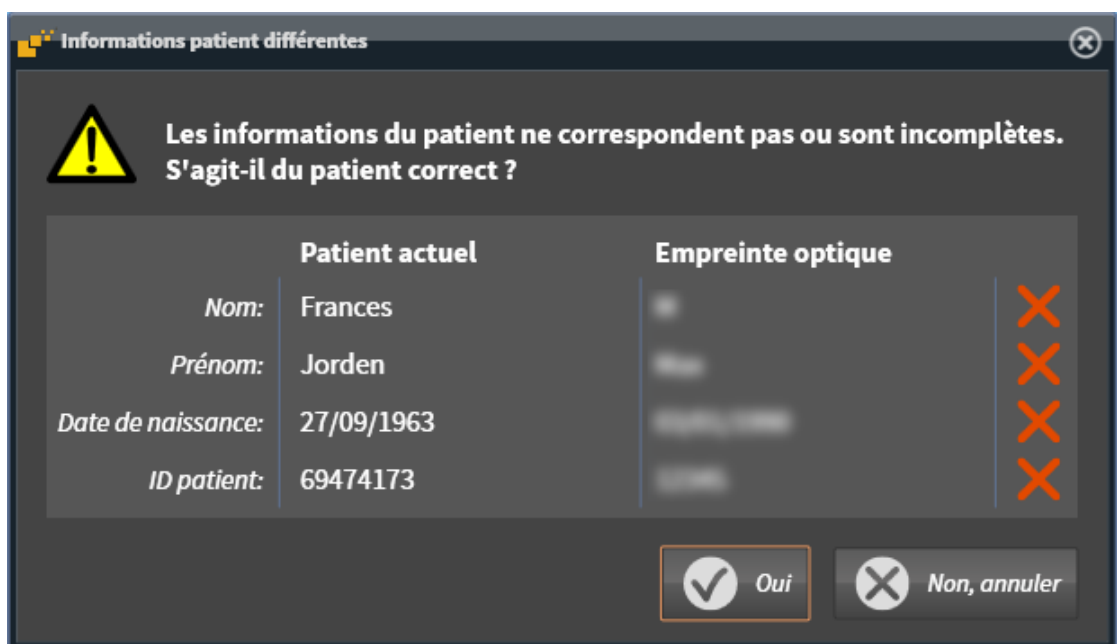 Informations patient différentes
Les informations du patient ne correspondent pas ou sont incomplètes.
S'agit-il du patient correct ?
Patient actuel Empreinte optique
Nom: Frances
Prénom: Jorden
Date de naissance: 27/09/1963
ID patient: 69474173
Oui Non, annuler